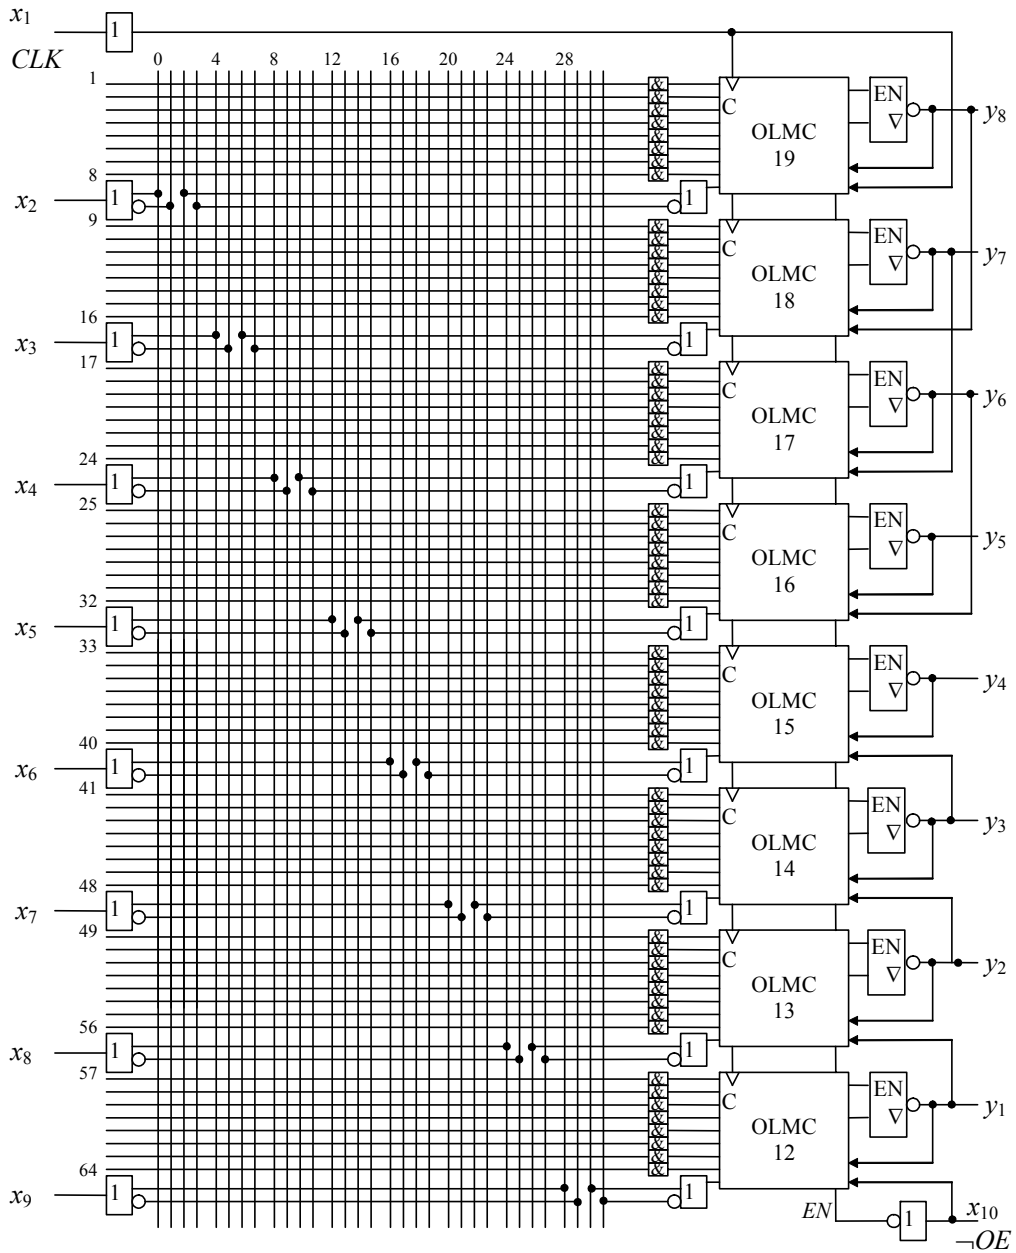 x1 1
CLK 0 4 8 12 16 20 24 28
1 & EN
& ∇ y8
& C OLMC
& 19
&
&
&
8 &
x2 1 1
9 & EN
& ∇ y7
& C OLMC
& 18
&
&
&
16 &
x3 1 1
17 & EN
& ∇ y6
& C OLMC
& 17
&
&
&
24 &
x4 1 1
25 & EN
& ∇ y5
& C OLMC
& 16
&
&
&
32 &
x5 1 1
33 & EN
& ∇ y4
& C OLMC
& 15
&
&
&
40 &
x6 1 1
41 & EN
& ∇ y3
& C OLMC
& 14
&
&
&
48 &
x7 1 1
49 & EN
& ∇ y2
& C OLMC
& 13
&
&
&
56 &
x8 1 1
57 & EN
& ∇ y1
& C OLMC
& 12
&
&
&
64 &
x9 1 1
EN 1 x10
¬OE